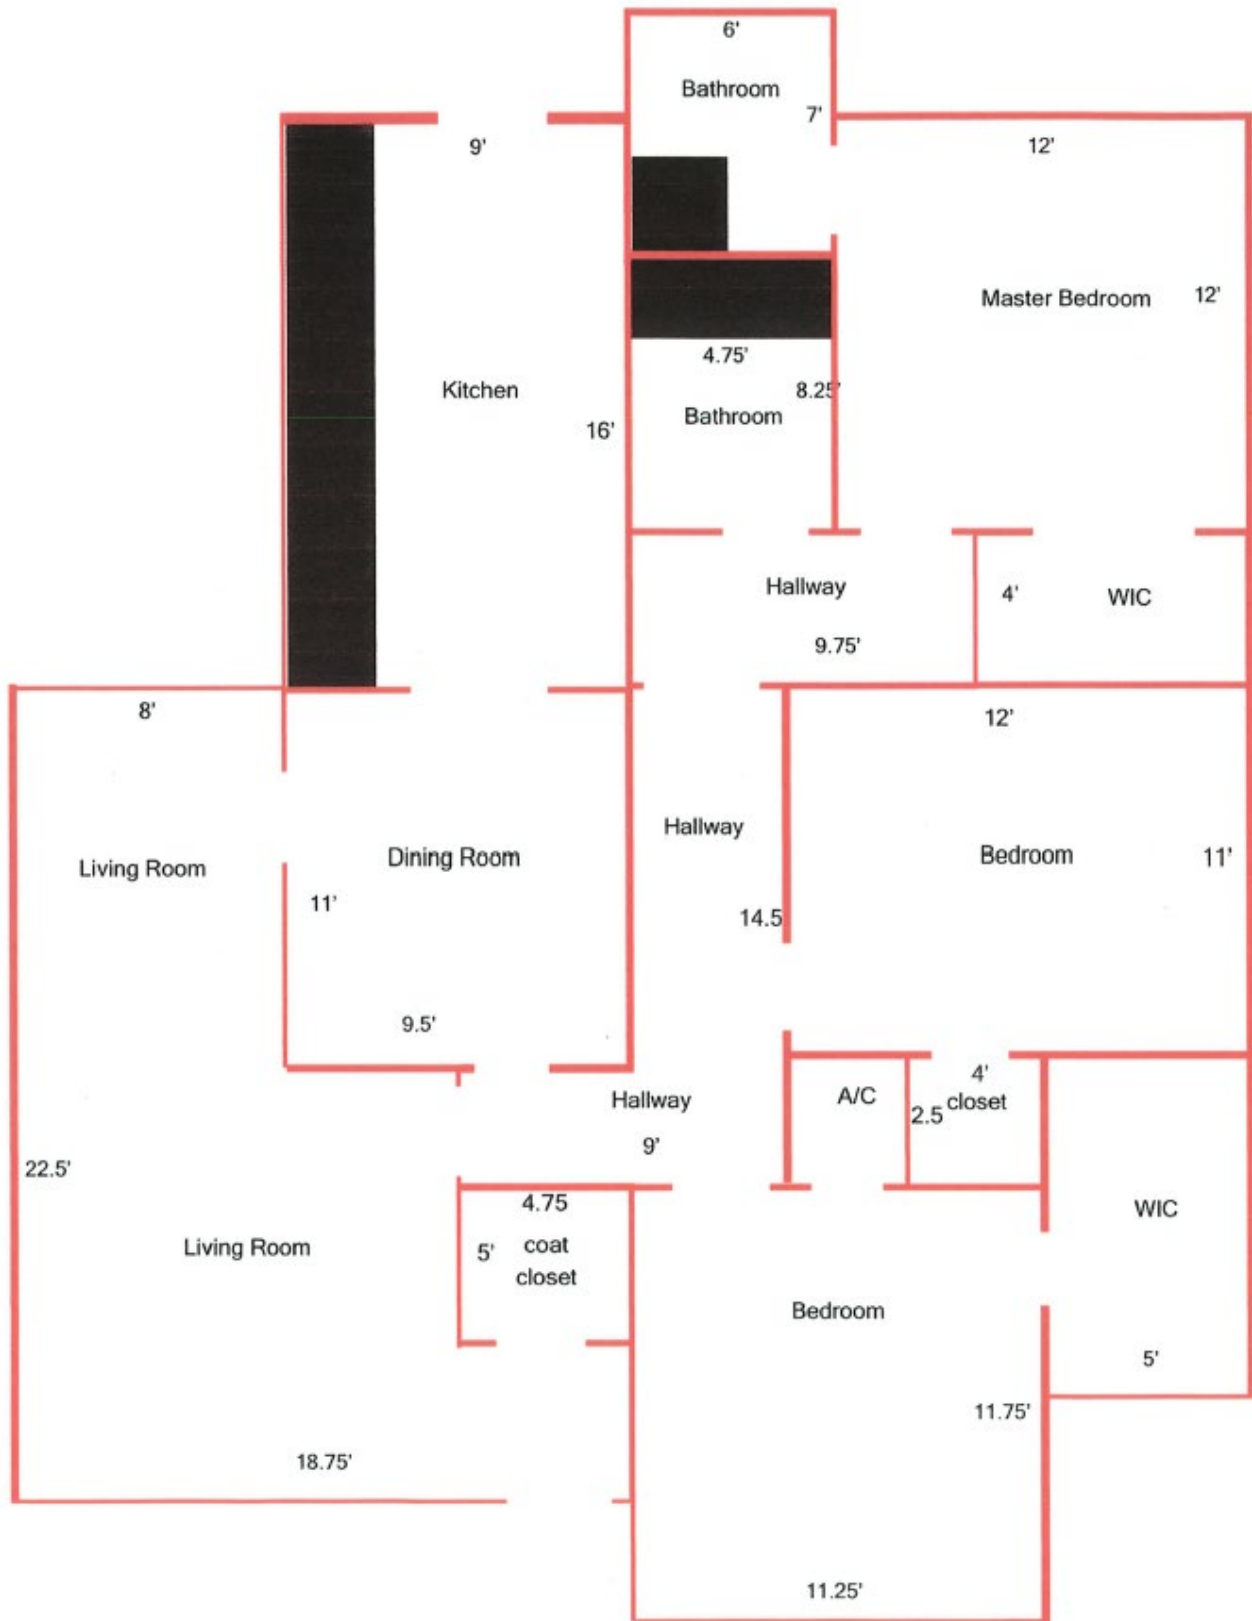 6'
Bathroom
7'
9'
12'
Master Bedroom
12'
4.75'
8.25'
Bathroom
Kitchen
16'
Hallway
4'
WIC
9.75'
8'
12'
Hallway
Living Room
Dining Room
Bedroom
11'
11'
14.5
9.5'
4'
closet
A/C
2.5
Hallway
9'
22.5'
4.75
WIC
Living Room
5'
coat
closet
Bedroom
5'
11.75'
18.75'
11.25'